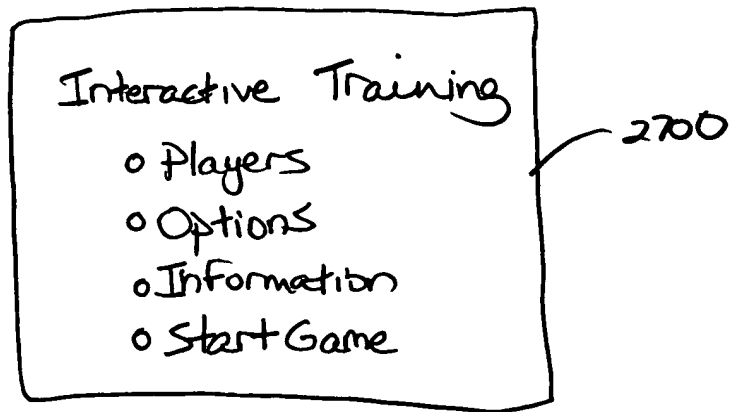 Interactive Training
o Players
o Options
o Information
o Start Game
2700